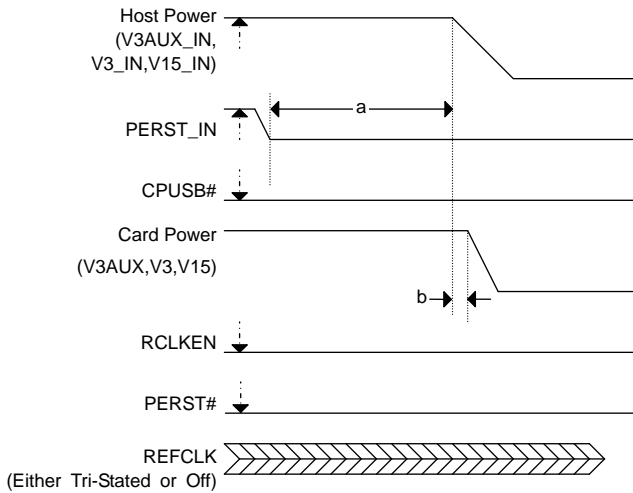 Host Power
(V3AUX_IN,
V3_IN,V15_IN)
a
PERST_IN
CPUSB#
Card Power
(V3AUX,V3,V15)
b
RCLKEN
PERST#
REFCLK
(Either Tri-Stated or Off)